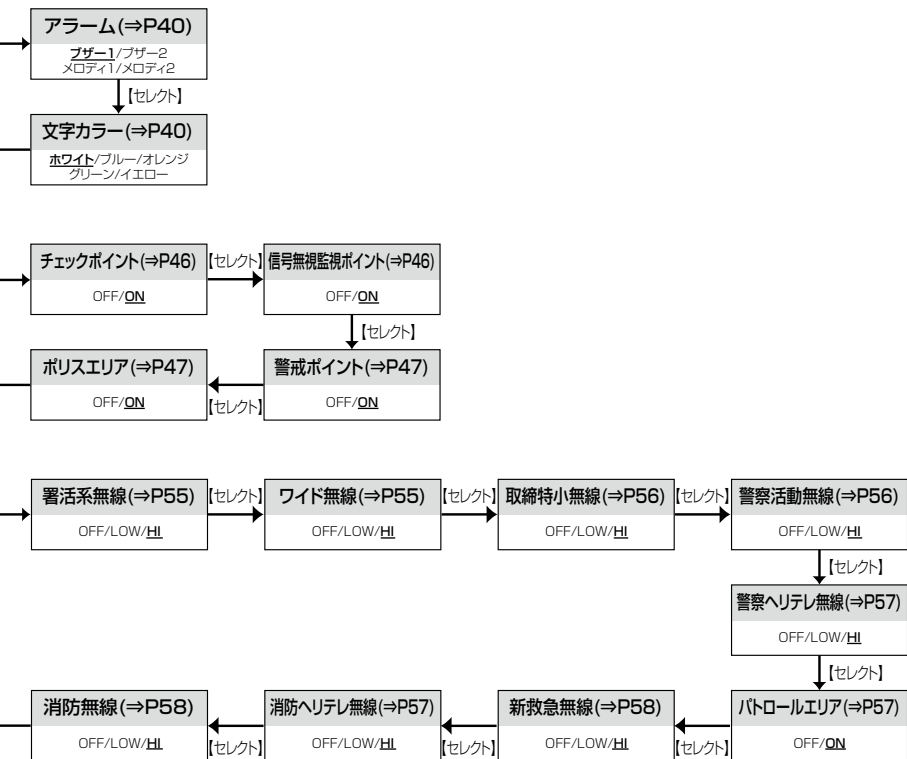 アラーム(⇒P40)
ブザー1/ブザー2
メロディ1/メロディ2
【セレクト】
文字カラー(⇒P40)
ホワイト/ブルー/オレンジ
グリーン/イエロー
チェックポイント(⇒P46)
OFF/ON
【セレクト】
信号無視監視ポイント(⇒P46)
OFF/ON
【セレクト】
警戒ポイント(⇒P47)
OFF/ON
【セレクト】
ポリスエリア(⇒P47)
OFF/ON
署活系無線(⇒P55)
OFF/LOW/HI
【セレクト】
ワイド無線(⇒P55)
OFF/LOW/HI
【セレクト】
取締特小無線(⇒P56)
OFF/LOW/HI
【セレクト】
警察活動無線(⇒P56)
OFF/LOW/HI
【セレクト】
警察ヘリテレ無線(⇒P57)
OFF/LOW/HI
【セレクト】
パトロールエリア(⇒P57)
OFF/ON
【セレクト】
新救急無線(⇒P58)
OFF/LOW/HI
【セレクト】
消防ヘリテレ無線(⇒P57)
OFF/LOW/HI
【セレクト】
消防無線(⇒P58)
OFF/LOW/HI